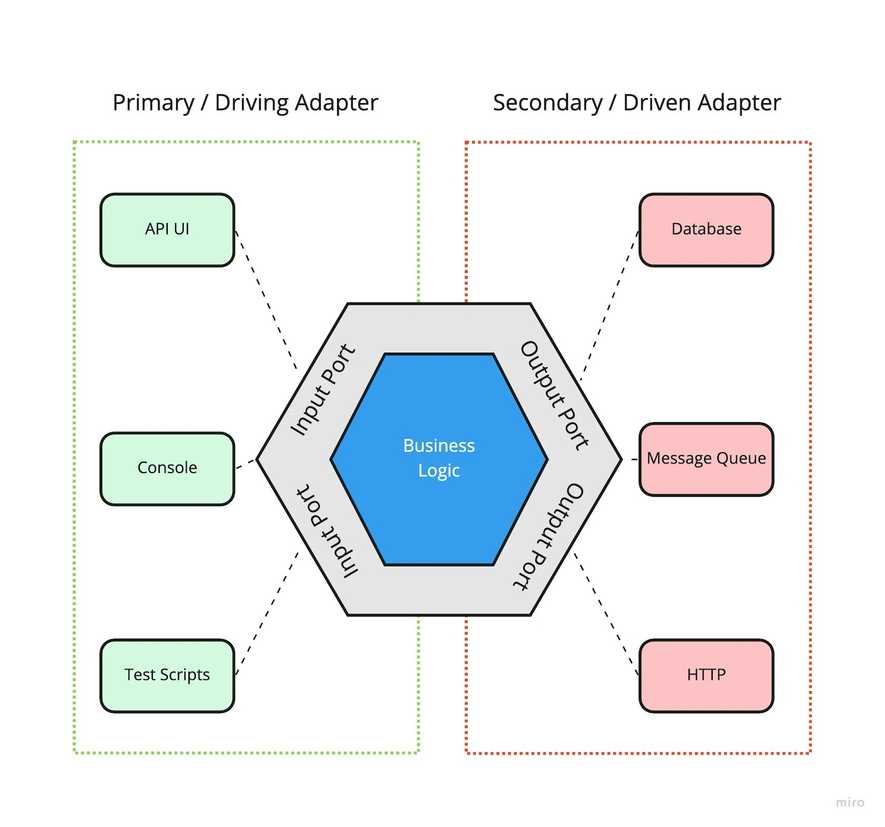 Primary / Driving Adapter
Secondary / Driven Adapter
API UI
Database
Input Port
Output Port
Business
Logic
Console
Message Queue
Input Port
Output Port
Test Scripts
HTTP
miro